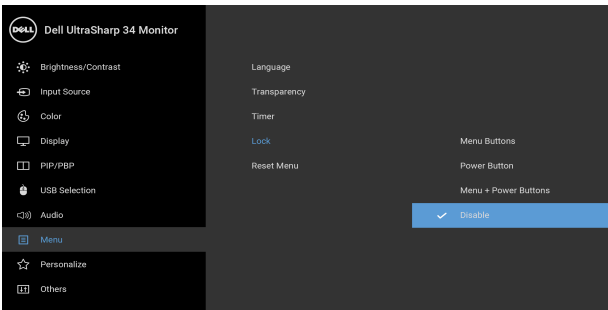 DELL Dell UltraSharp 34 Monitor
Brightness/Contrast
Input Source Language
Color Transparency
Display Timer
PIP/PBP Lock Menu Buttons
USB Selection Reset Menu Power Button
Audio Menu + Power Buttons
Menu Disable
Personalize
Others